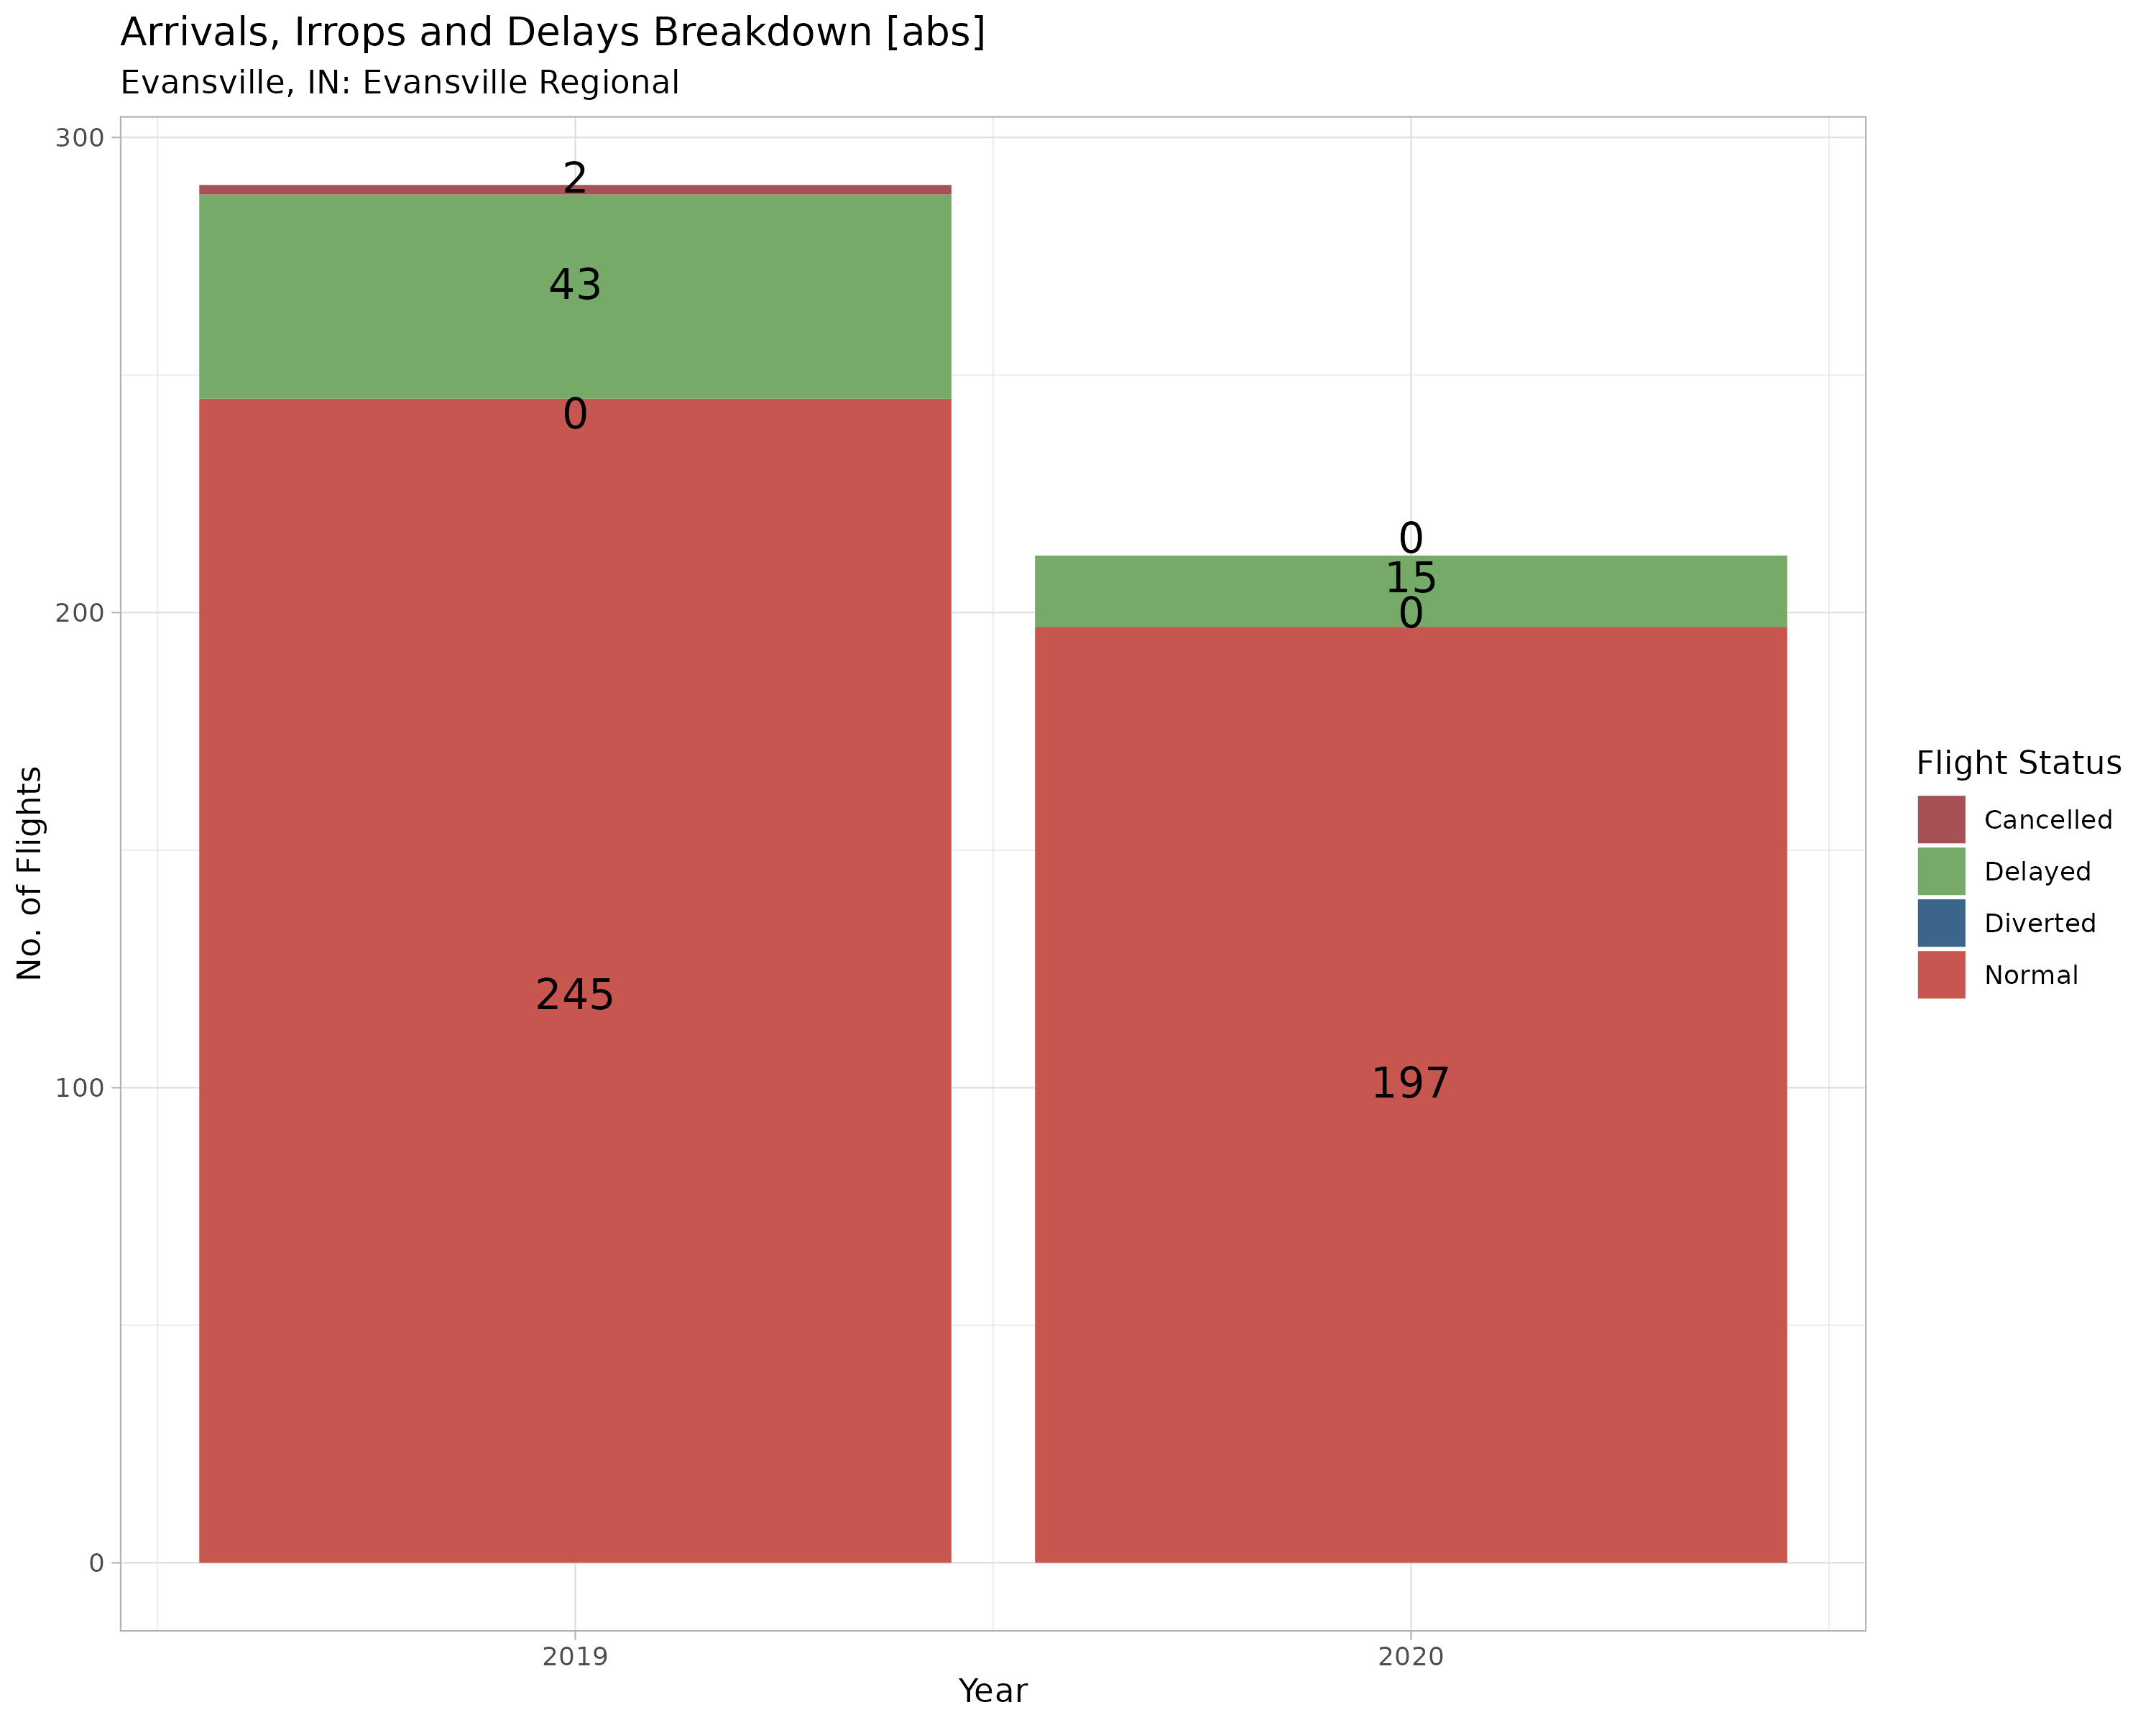 Arrivals, Irrops and Delays Breakdown [abs]
Evansville, IN: Evansville Regional
300
200
100
0
No. of Flights
2
43
0
245
0
15
0
197
2019
2020
Year
Flight Status
Cancelled
Delayed
Diverted
Normal